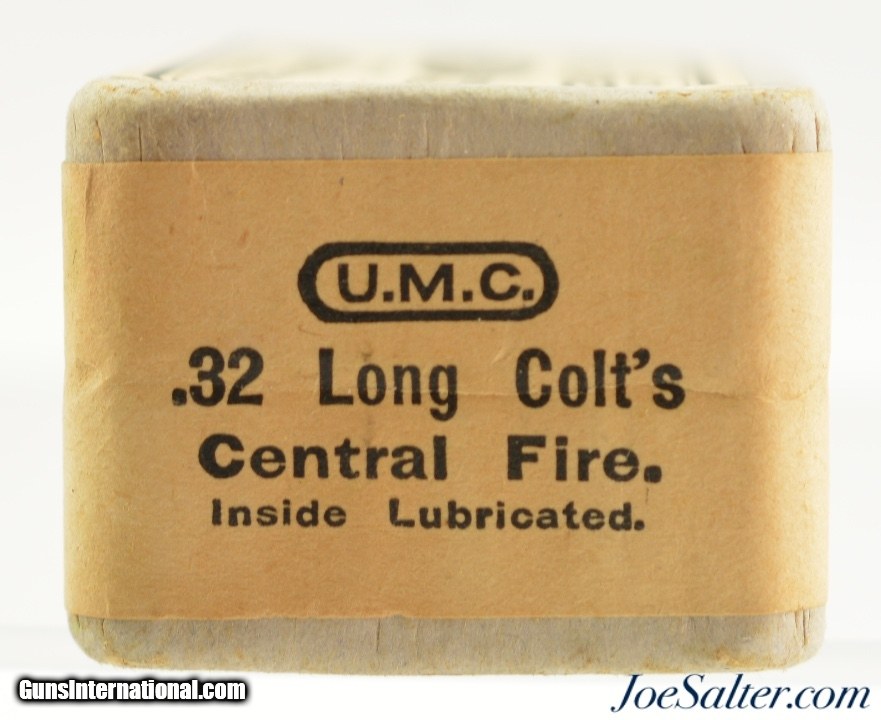 U.M.C.
.32 Long Colt's
Central Fire.
Inside Lubricated.
GunsInternational.com
JoeSalter.com